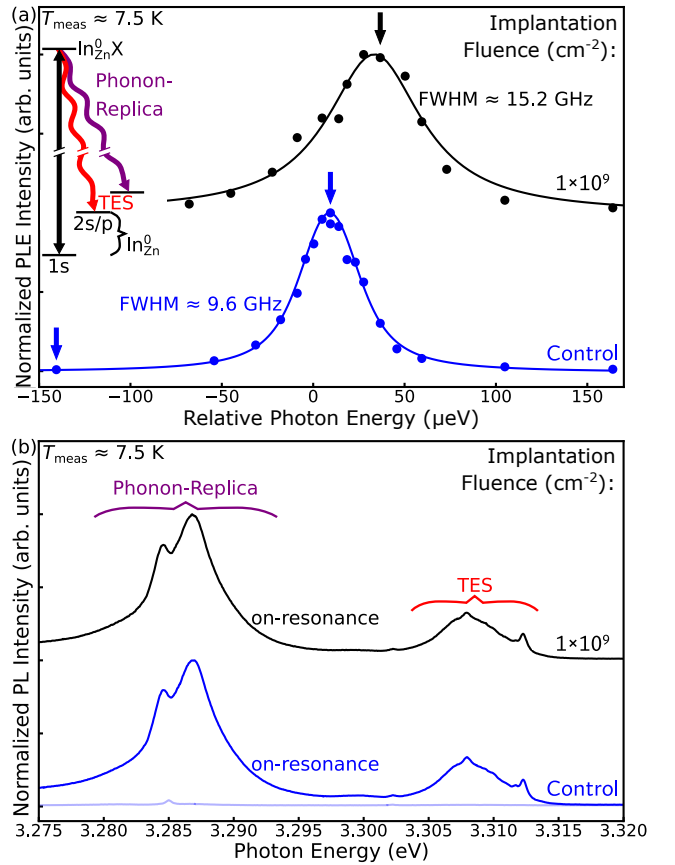 (a)
T_meas ≈ 7.5 K
Implantation
Fluence (cm⁻²):
In⁰_Zn X
Phonon-
Replica
FWHM ≈ 15.2 GHz
1×10⁹
TES
2s/p
In⁰_Zn
1s
FWHM ≈ 9.6 GHz
Control
Normalized PLE Intensity (arb. units)
−150 −100 −50 0 50 100 150
Relative Photon Energy (μeV)
(b)
T_meas ≈ 7.5 K
Implantation
Fluence (cm⁻²):
Phonon-Replica
TES
on-resonance
1×10⁹
on-resonance
Control
Normalized PL Intensity (arb. units)
3.275 3.280 3.285 3.290 3.295 3.300 3.305 3.310 3.315 3.320
Photon Energy (eV)